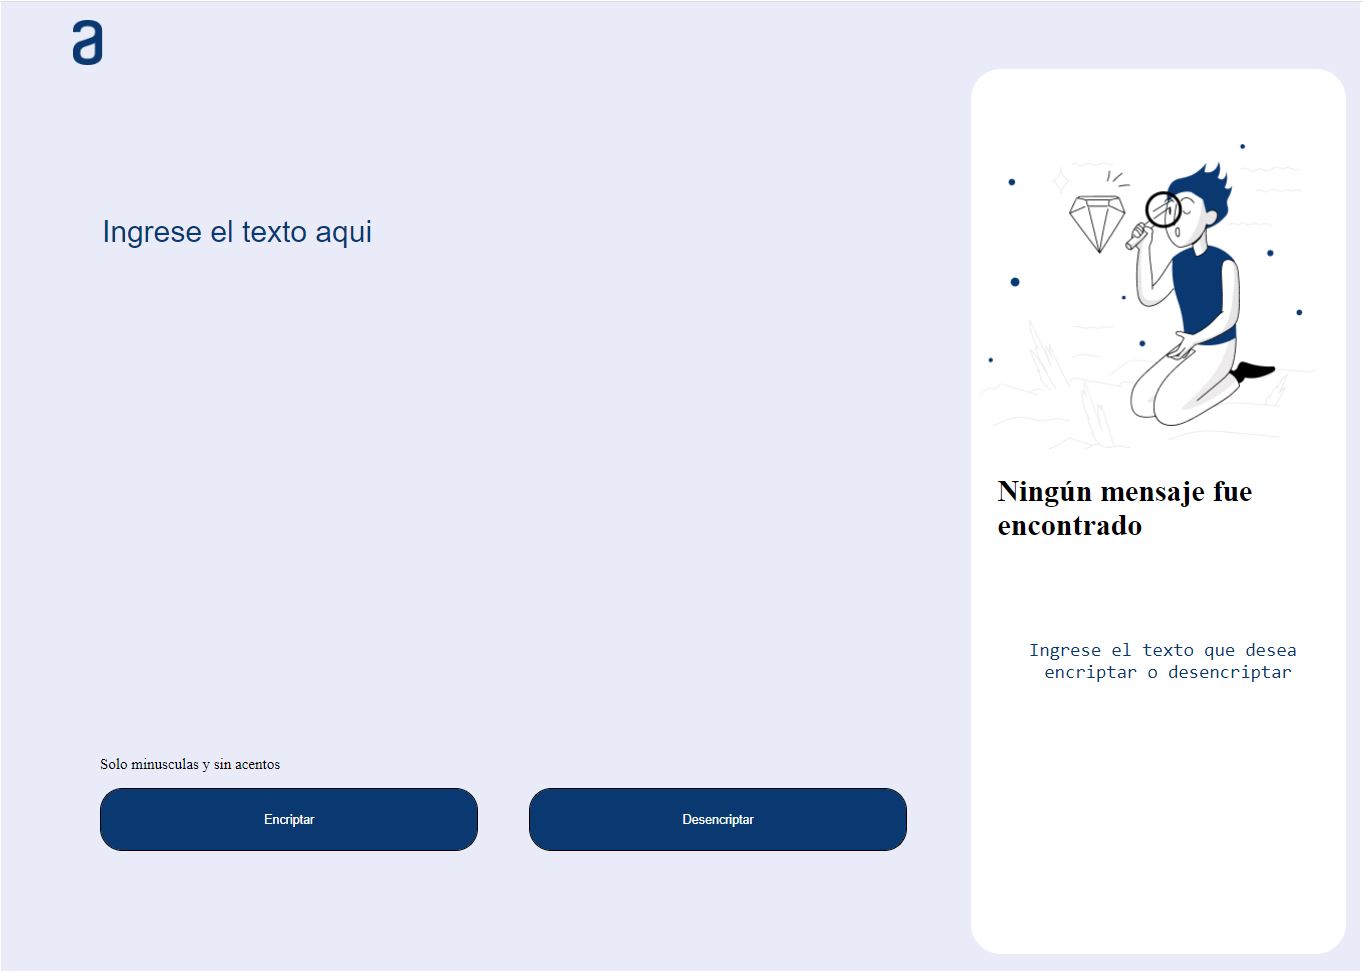 a
Ingrese el texto aqui
Solo minusculas y sin acentos
Encriptar
Desencriptar
Ningún mensaje fue
encontrado
Ingrese el texto que desea
encriptar o desencriptar